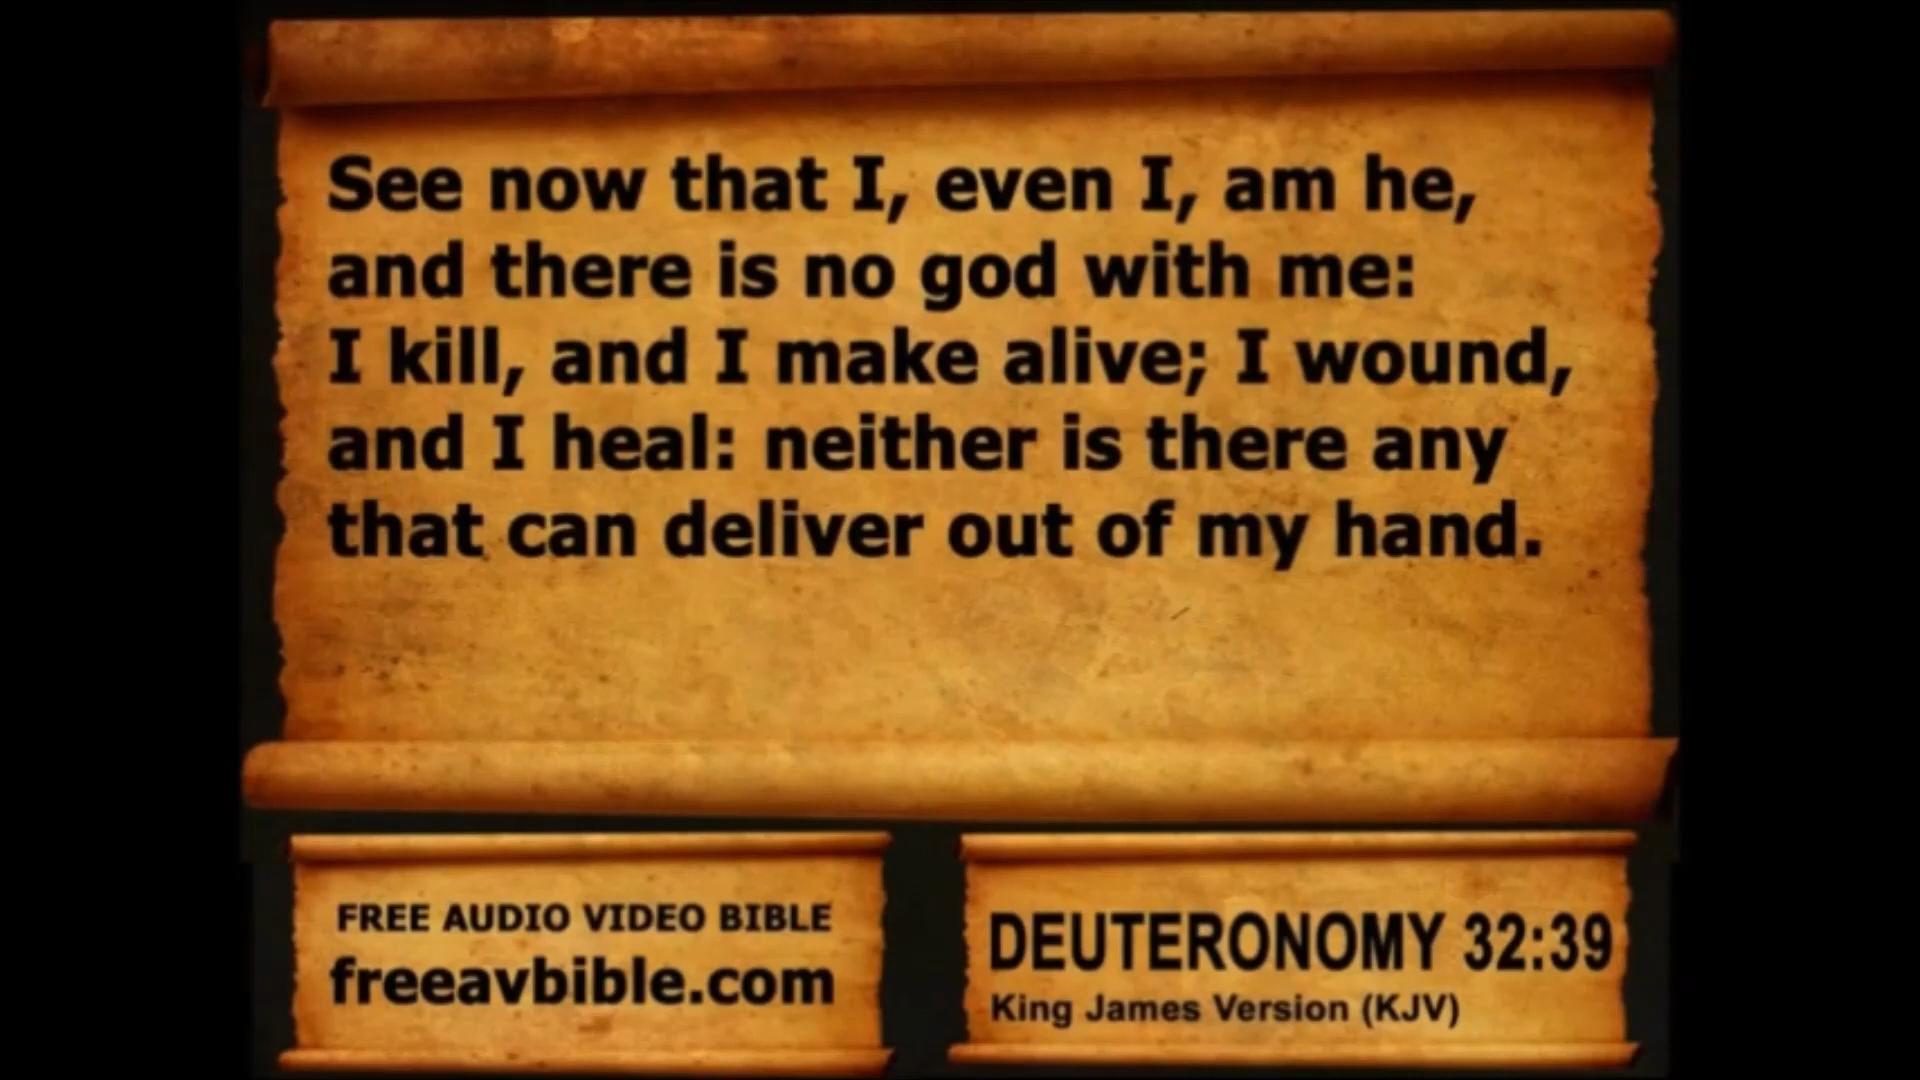 See now that I, even I, am he,
and there is no god with me:
I kill, and I make alive; I wound,
and I heal: neither is there any
that can deliver out of my hand.
FREE AUDIO VIDEO BIBLE
freeavbible.com
DEUTERONOMY 32:39
King James Version (KJV)